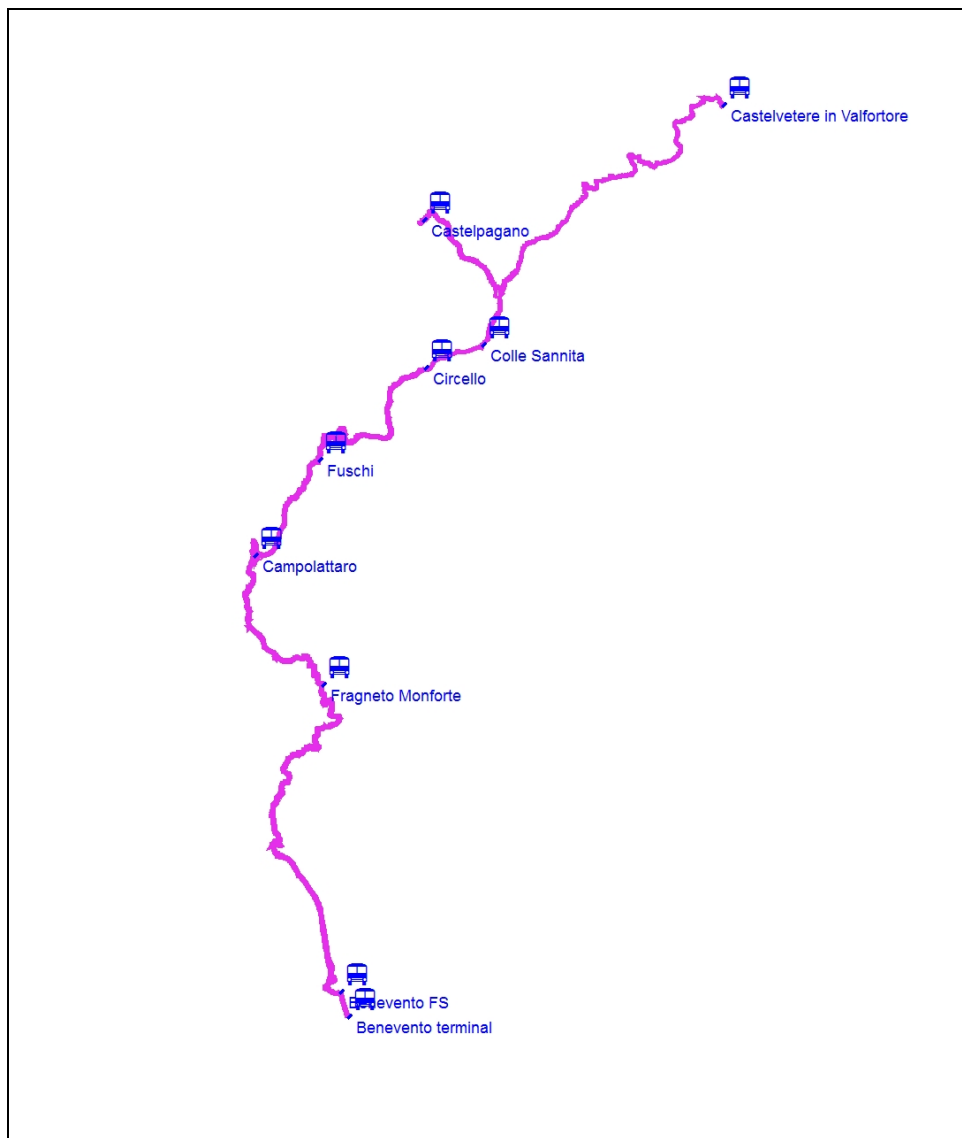 Castelvetere in Valfortore
Castelpagano
Colle Sannita
Circello
Fuschi
Campolattaro
Fragneto Monforte
Benevento FS
Benevento terminal